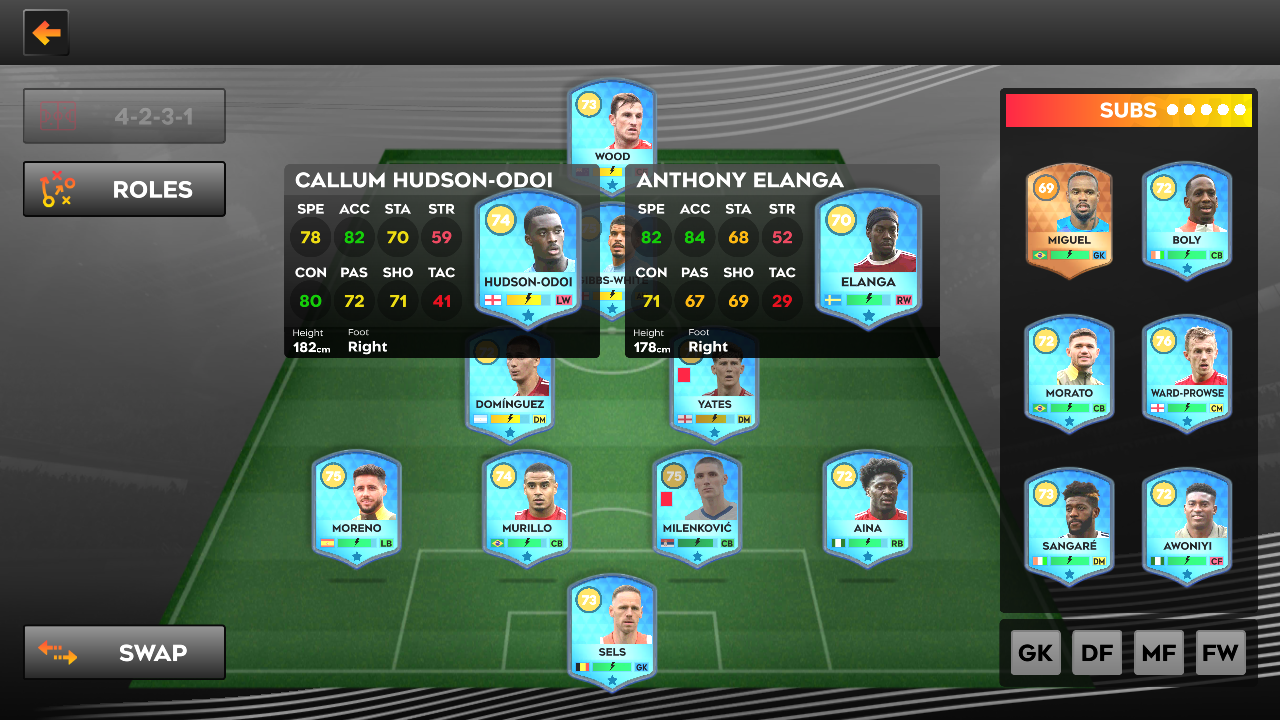 4-2-3-1
ROLES
SWAP
73
WOOD
CALLUM HUDSON-ODOI
SPE ACC STA STR
78 82 70 59
CON PAS SHO TAC
80 72 71 41
Height Foot
182cm Right
74
HUDSON-ODOI
LW
ANTHONY ELANGA
SPE ACC STA STR
82 84 68 52
CON PAS SHO TAC
71 67 69 29
Height Foot
178cm Right
70
ELANGA
RW
DOMÍNGUEZ
DM
YATES
DM
75
MORENO
LB
74
MURILLO
CB
75
MILENKOVIĆ
CB
72
AINA
RB
73
SELS
GK
SUBS
69
MIGUEL
GK
72
BOLY
CB
72
MORATO
CB
76
WARD-PROWSE
CM
73
SANGARÉ
DM
72
AWONIYI
CF
GK DF MF FW